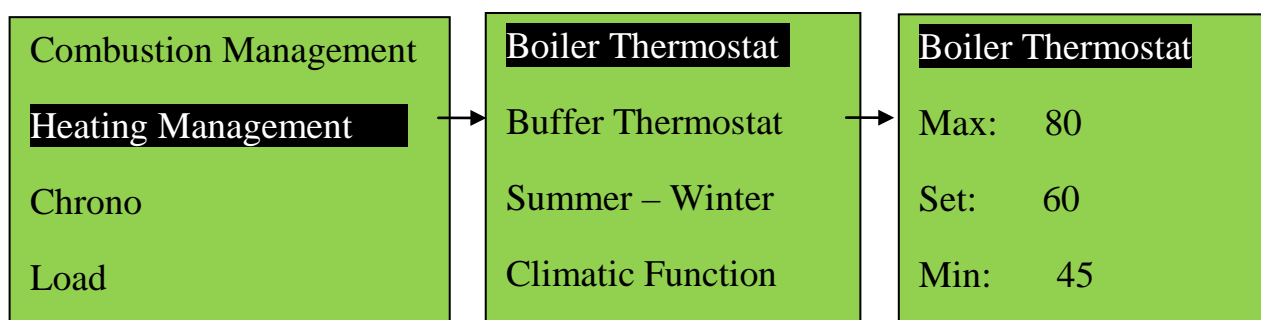 Combustion Management
Heating Management
Chrono
Load
Boiler Thermostat
Buffer Thermostat
Summer – Winter
Climatic Function
Boiler Thermostat
Max: 80
Set: 60
Min: 45